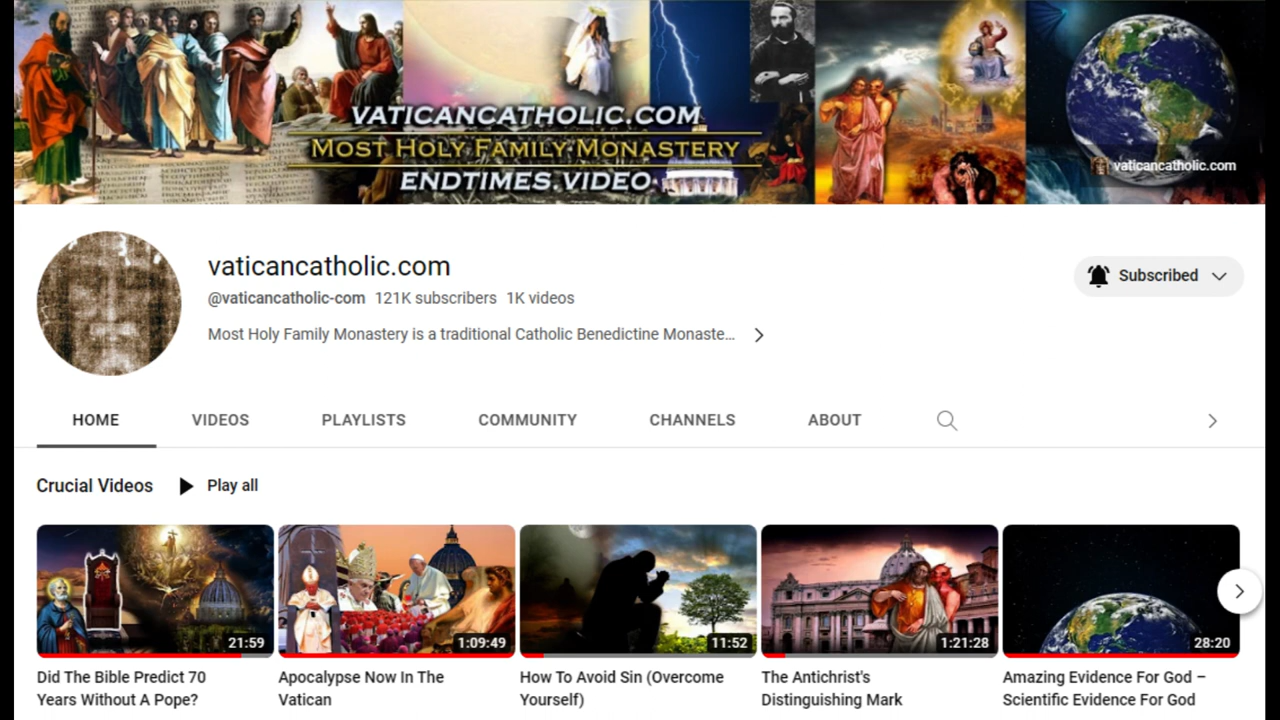 VATICANCATHOLIC.COM
MOST HOLY FAMILY MONASTERY
ENDTIMES.VIDEO
vaticancatholic.com
vaticancatholic.com
@vaticancatholic-com 121K subscribers 1K videos
Most Holy Family Monastery is a traditional Catholic Benedictine Monaste...
Subscribed
HOME VIDEOS PLAYLISTS COMMUNITY CHANNELS ABOUT
Crucial Videos Play all
21:59 1:09:49 11:52 1:21:28 28:20
Did The Bible Predict 70
Years Without A Pope?
Apocalypse Now In The
Vatican
How To Avoid Sin (Overcome
Yourself)
The Antichrist's
Distinguishing Mark
Amazing Evidence For God –
Scientific Evidence For God